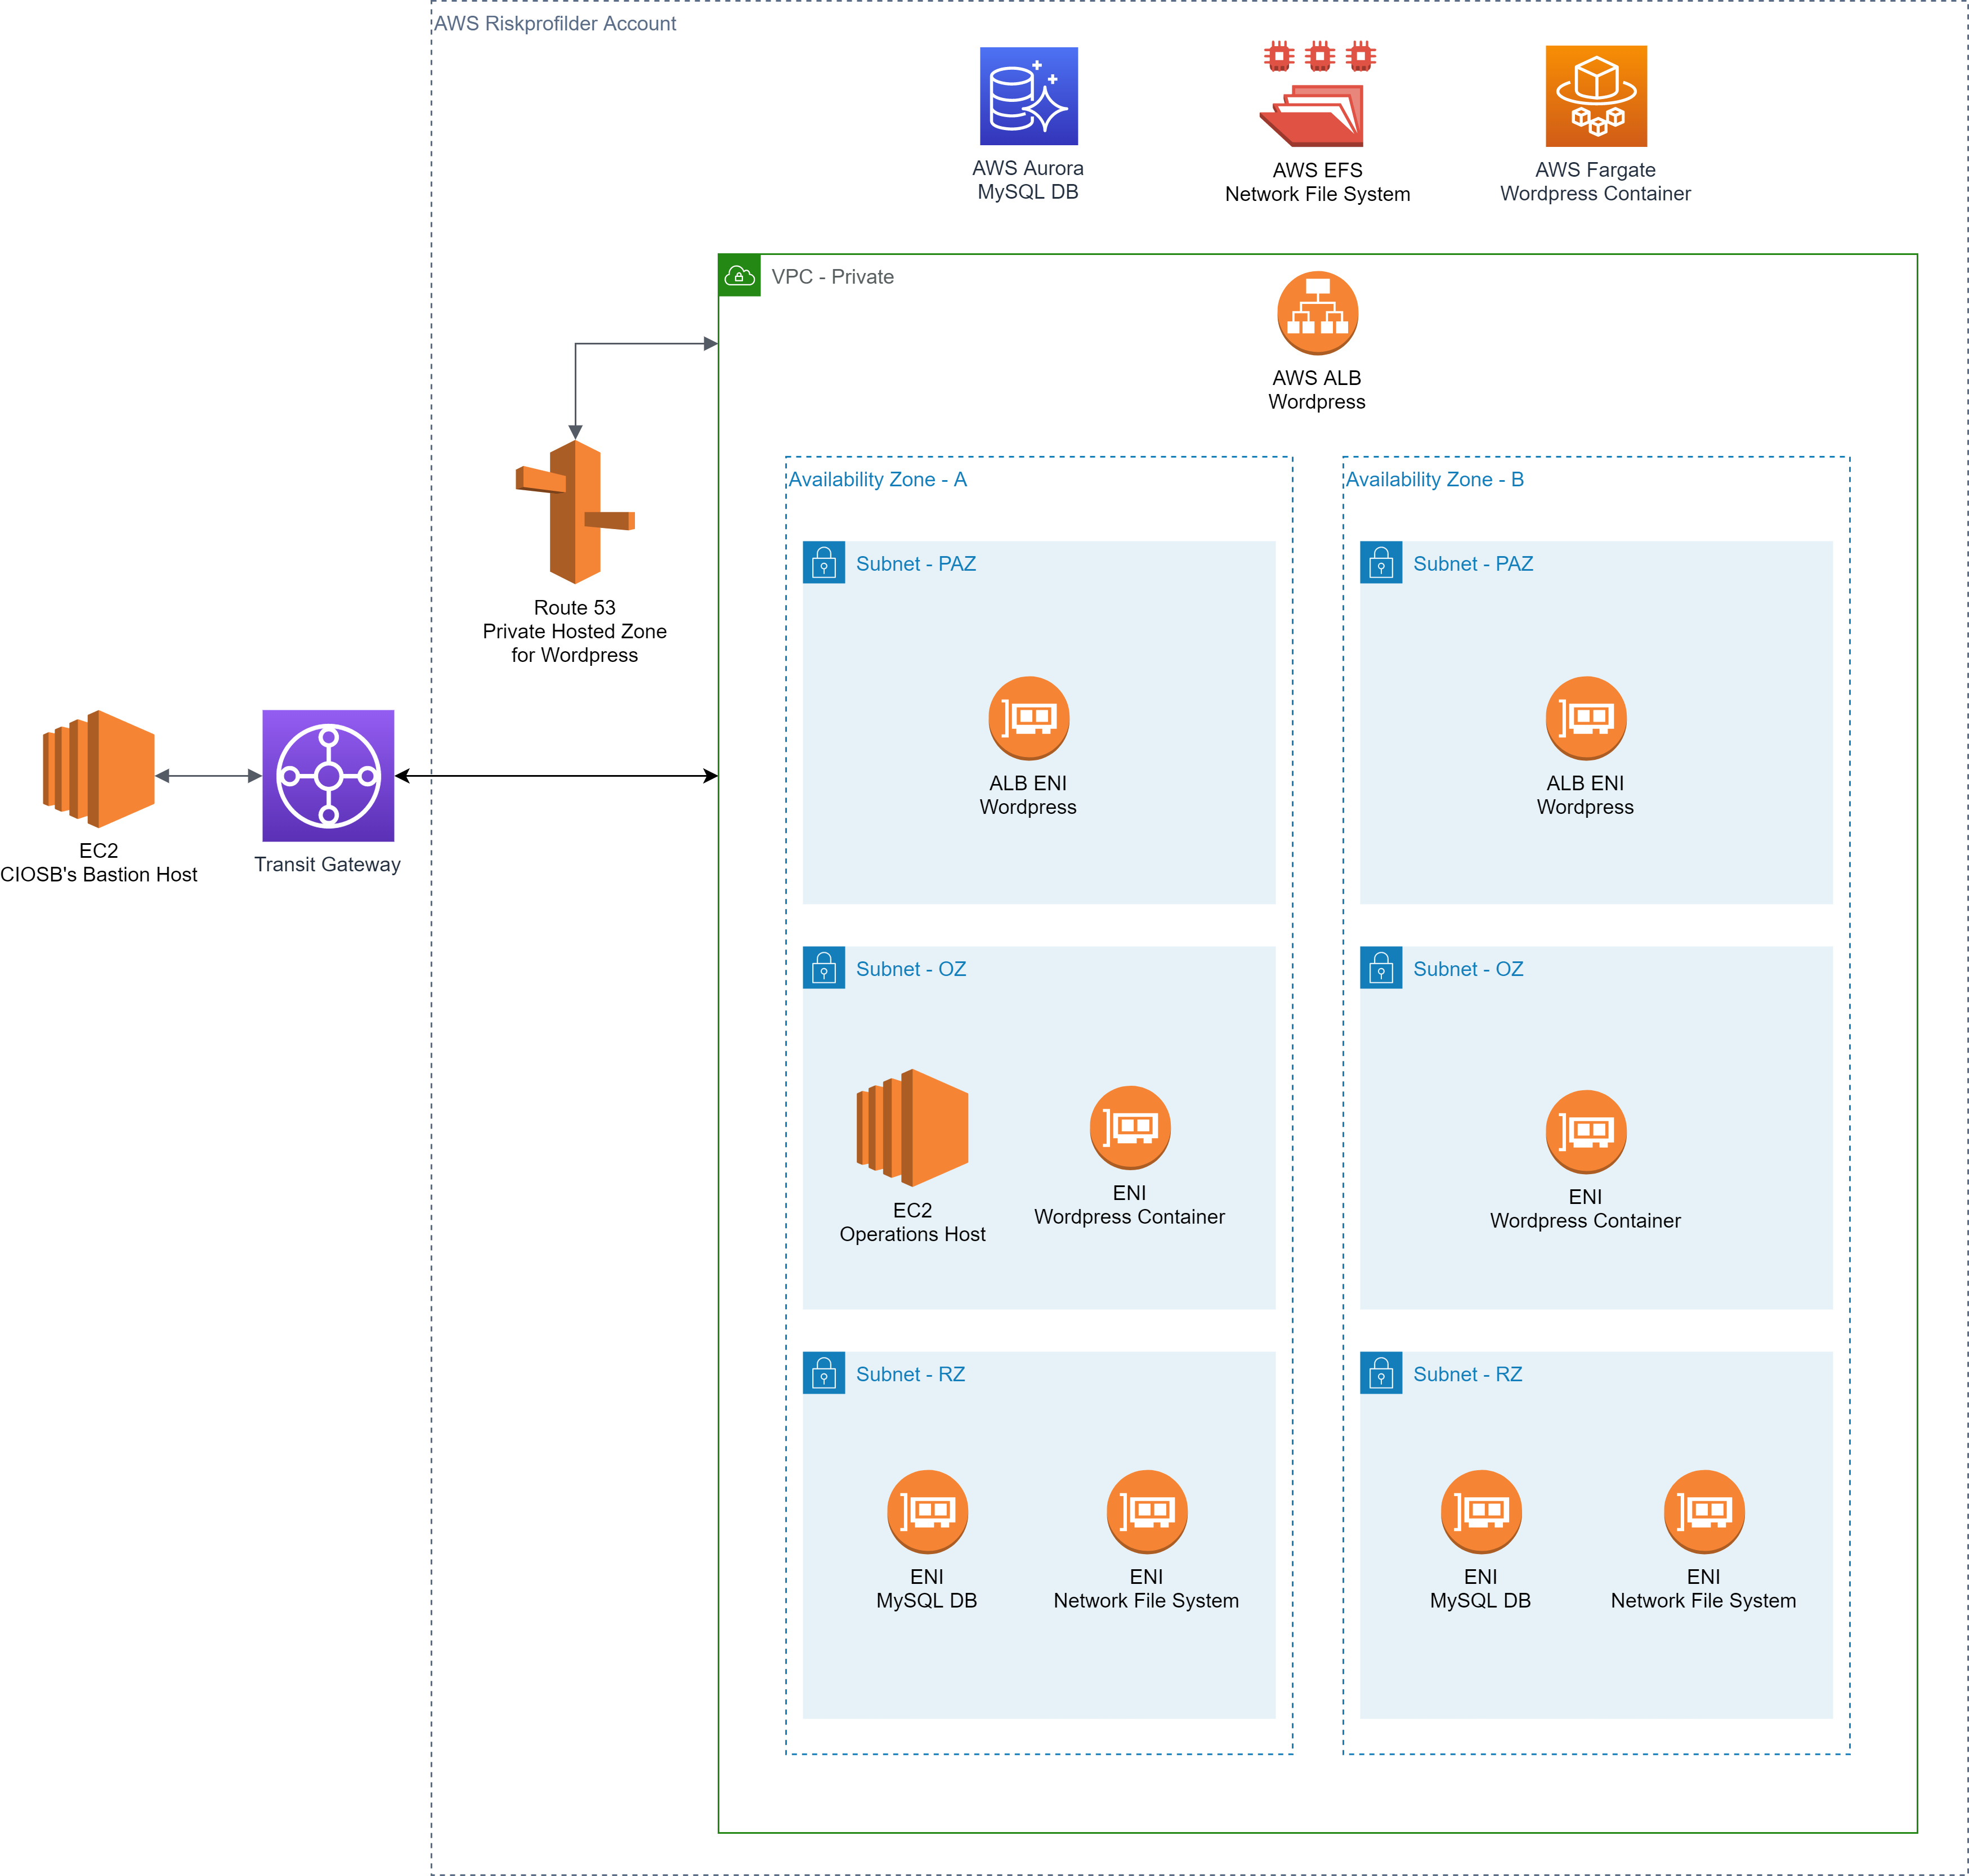 AWS Riskprofilder Account
AWS Aurora
MySQL DB
AWS EFS
Network File System
AWS Fargate
Wordpress Container
VPC - Private
AWS ALB
Wordpress
Route 53
Private Hosted Zone
for Wordpress
EC2
CIOSB's Bastion Host
Transit Gateway
Availability Zone - A
Subnet - PAZ
ALB ENI
Wordpress
Subnet - OZ
EC2
Operations Host
ENI
Wordpress Container
Subnet - RZ
ENI
MySQL DB
ENI
Network File System
Availability Zone - B
Subnet - PAZ
ALB ENI
Wordpress
Subnet - OZ
ENI
Wordpress Container
Subnet - RZ
ENI
MySQL DB
ENI
Network File System